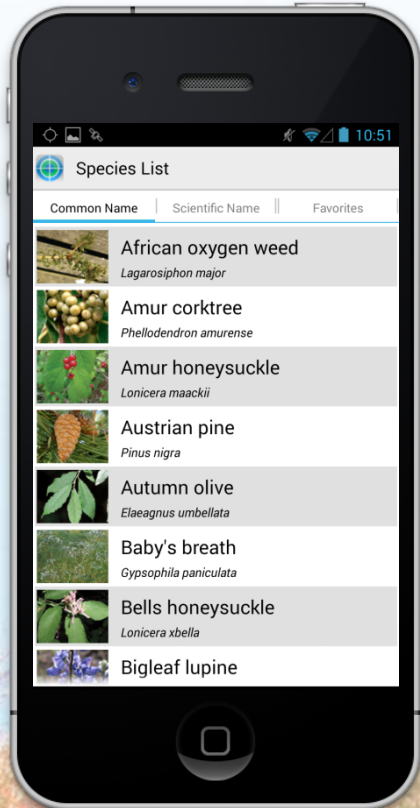 10:51
Species List
Common Name
Scientific Name
Favorites
African oxygen weed
Lagarosiphon major
Amur corktree
Phellodendron amurense
Amur honeysuckle
Lonicera maackii
Austrian pine
Pinus nigra
Autumn olive
Elaeagnus umbellata
Baby's breath
Gypsophila paniculata
Bells honeysuckle
Lonicera xbella
Bigleaf lupine